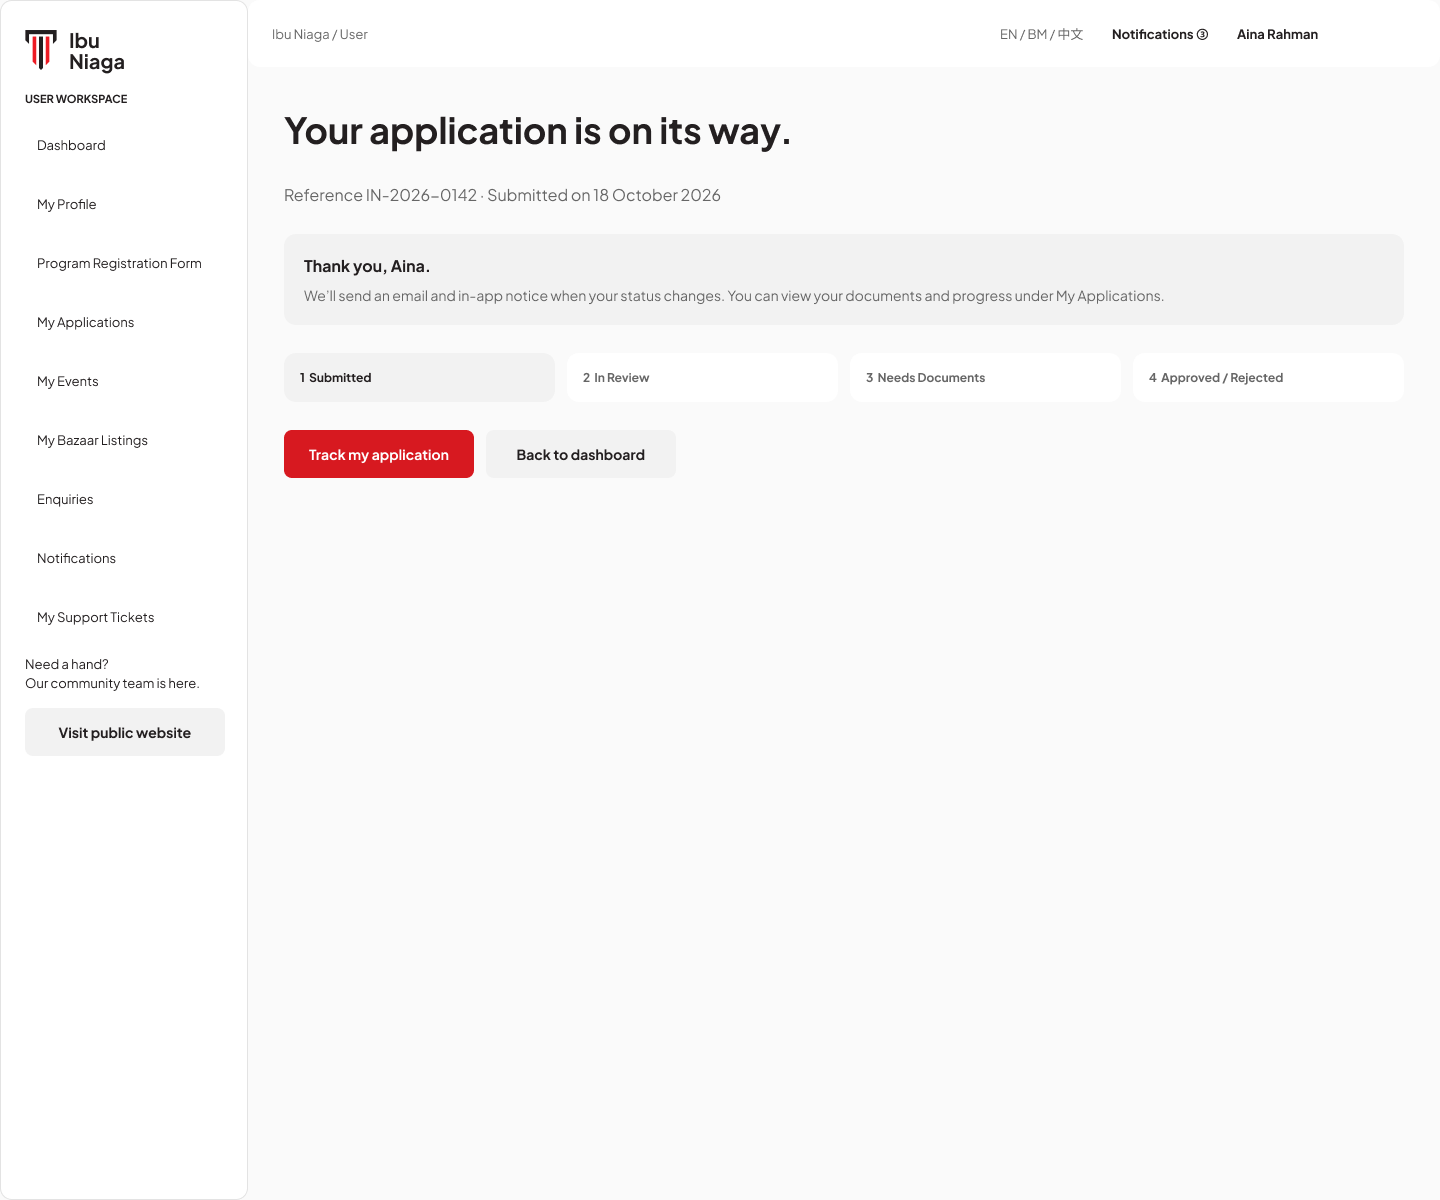 Ibu
Niaga
USER WORKSPACE
Dashboard
My Profile
Program Registration Form
My Applications
My Events
My Bazaar Listings
Enquiries
Notifications
My Support Tickets
Need a hand?
Our community team is here.
Visit public website
Ibu Niaga / User
EN / BM / 中文
Notifications ③
Aina Rahman
Your application is on its way.
Reference IN-2026-0142 · Submitted on 18 October 2026
Thank you, Aina.
We’ll send an email and in-app notice when your status changes. You can view your documents and progress under My Applications.
1 Submitted
2 In Review
3 Needs Documents
4 Approved / Rejected
Track my application
Back to dashboard